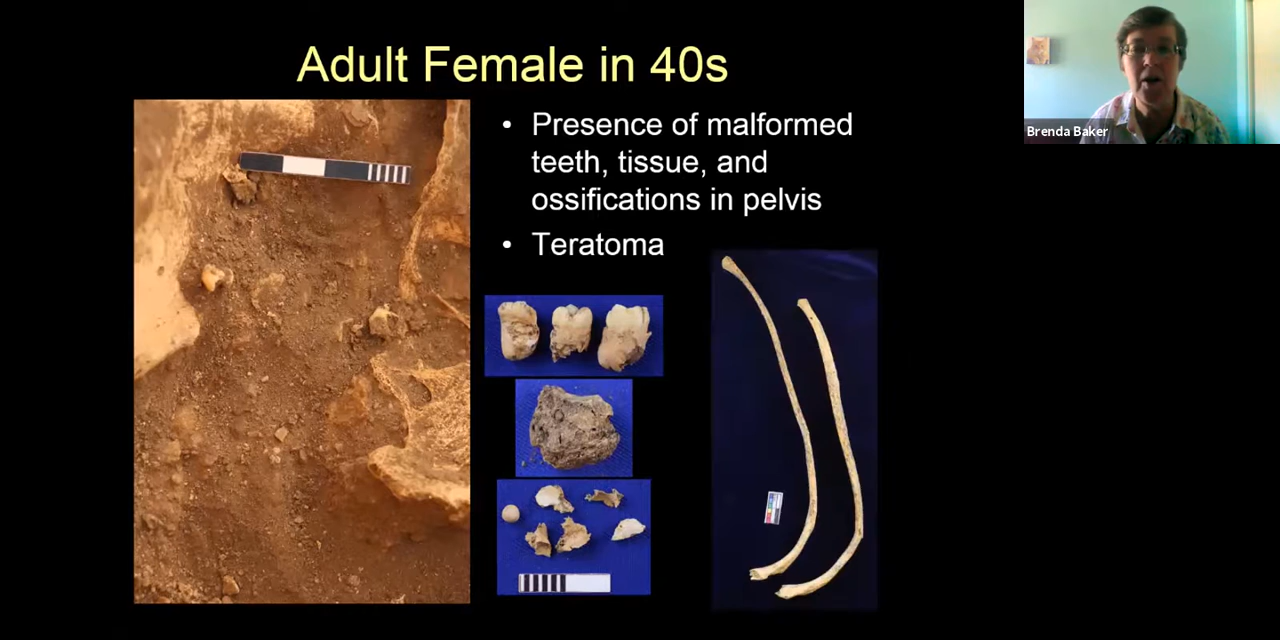 Adult Female in 40s
• Presence of malformed
teeth, tissue, and
ossifications in pelvis
• Teratoma
Brenda Baker